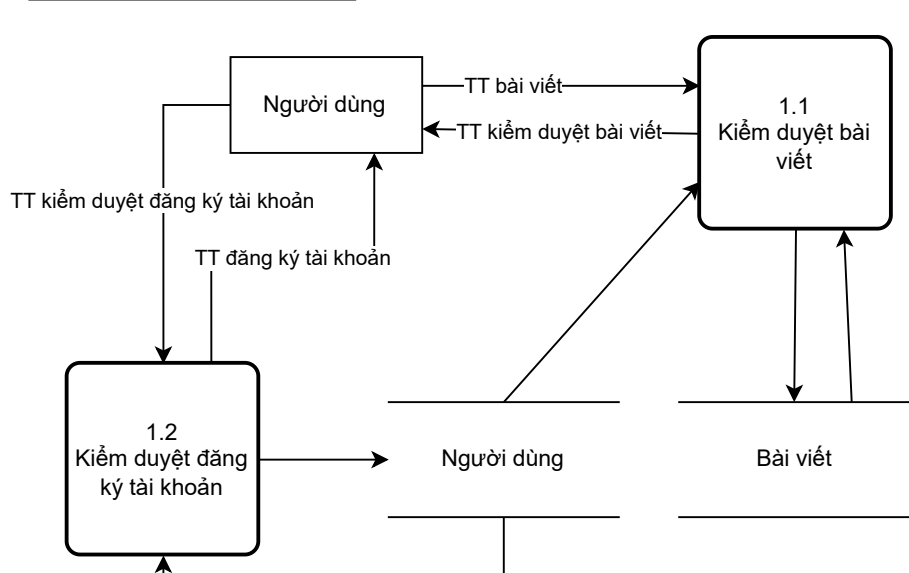 Người dùng
TT bài viết
TT kiểm duyệt bài viết
1.1
Kiểm duyệt bài
viết
TT kiểm duyệt đăng ký tài khoản
TT đăng ký tài khoản
1.2
Kiểm duyệt đăng
ký tài khoản
Người dùng
Bài viết